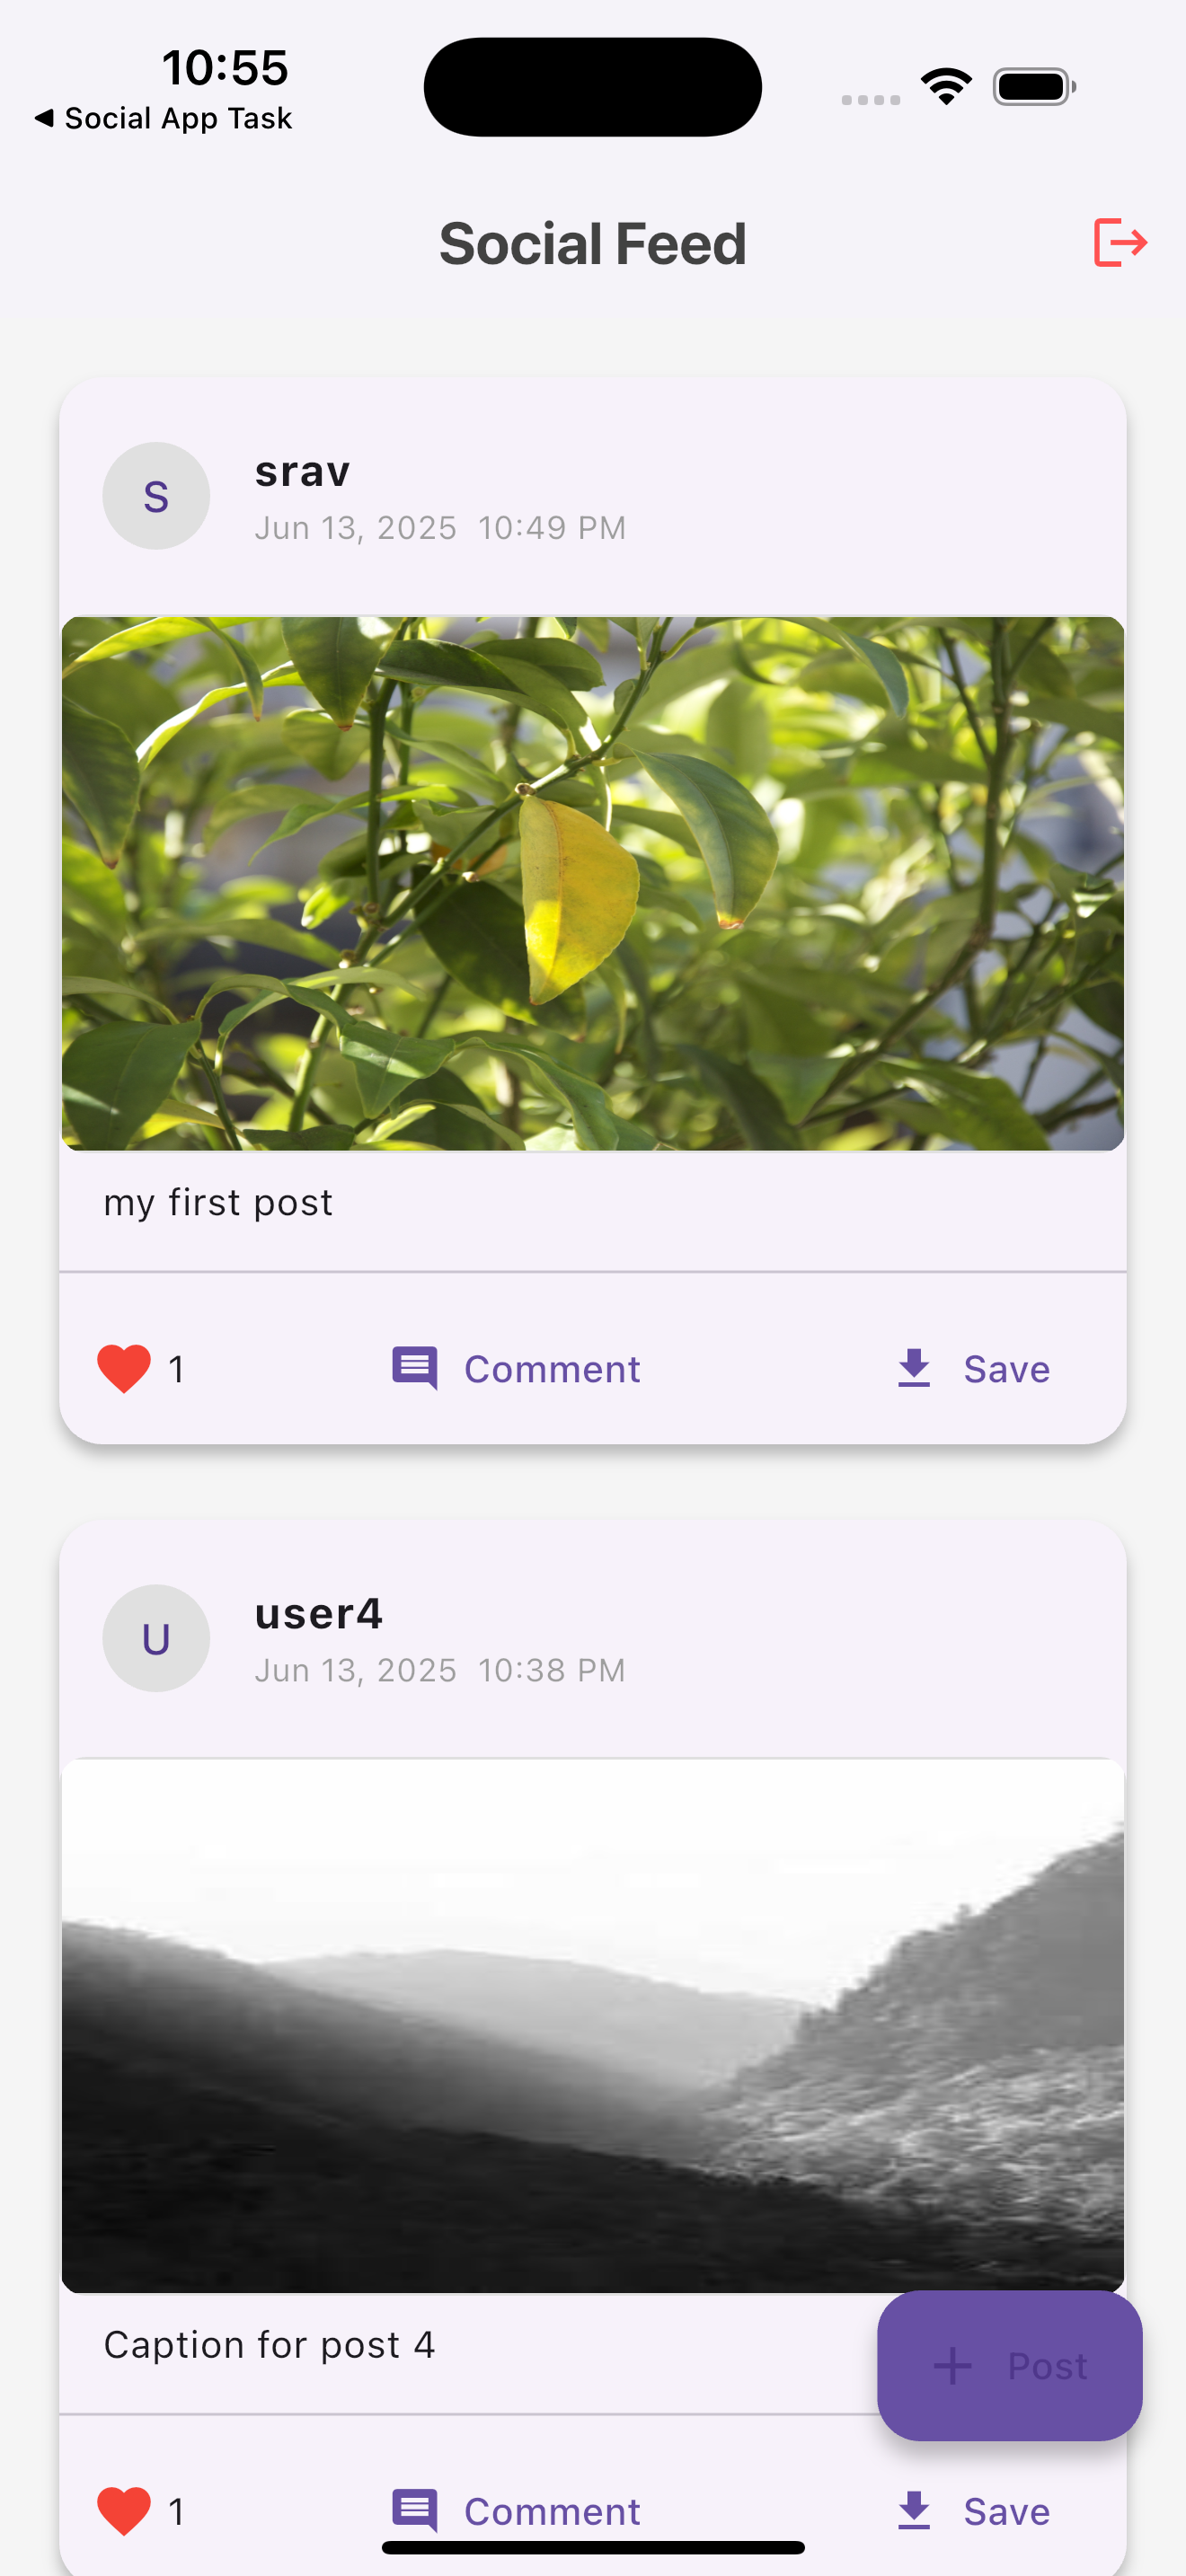 10:55
◀ Social App Task
Social Feed
S
srav
Jun 13, 2025  10:49 PM
my first post
1
Comment
Save
U
user4
Jun 13, 2025  10:38 PM
Caption for post 4
+ Post
1
Comment
Save